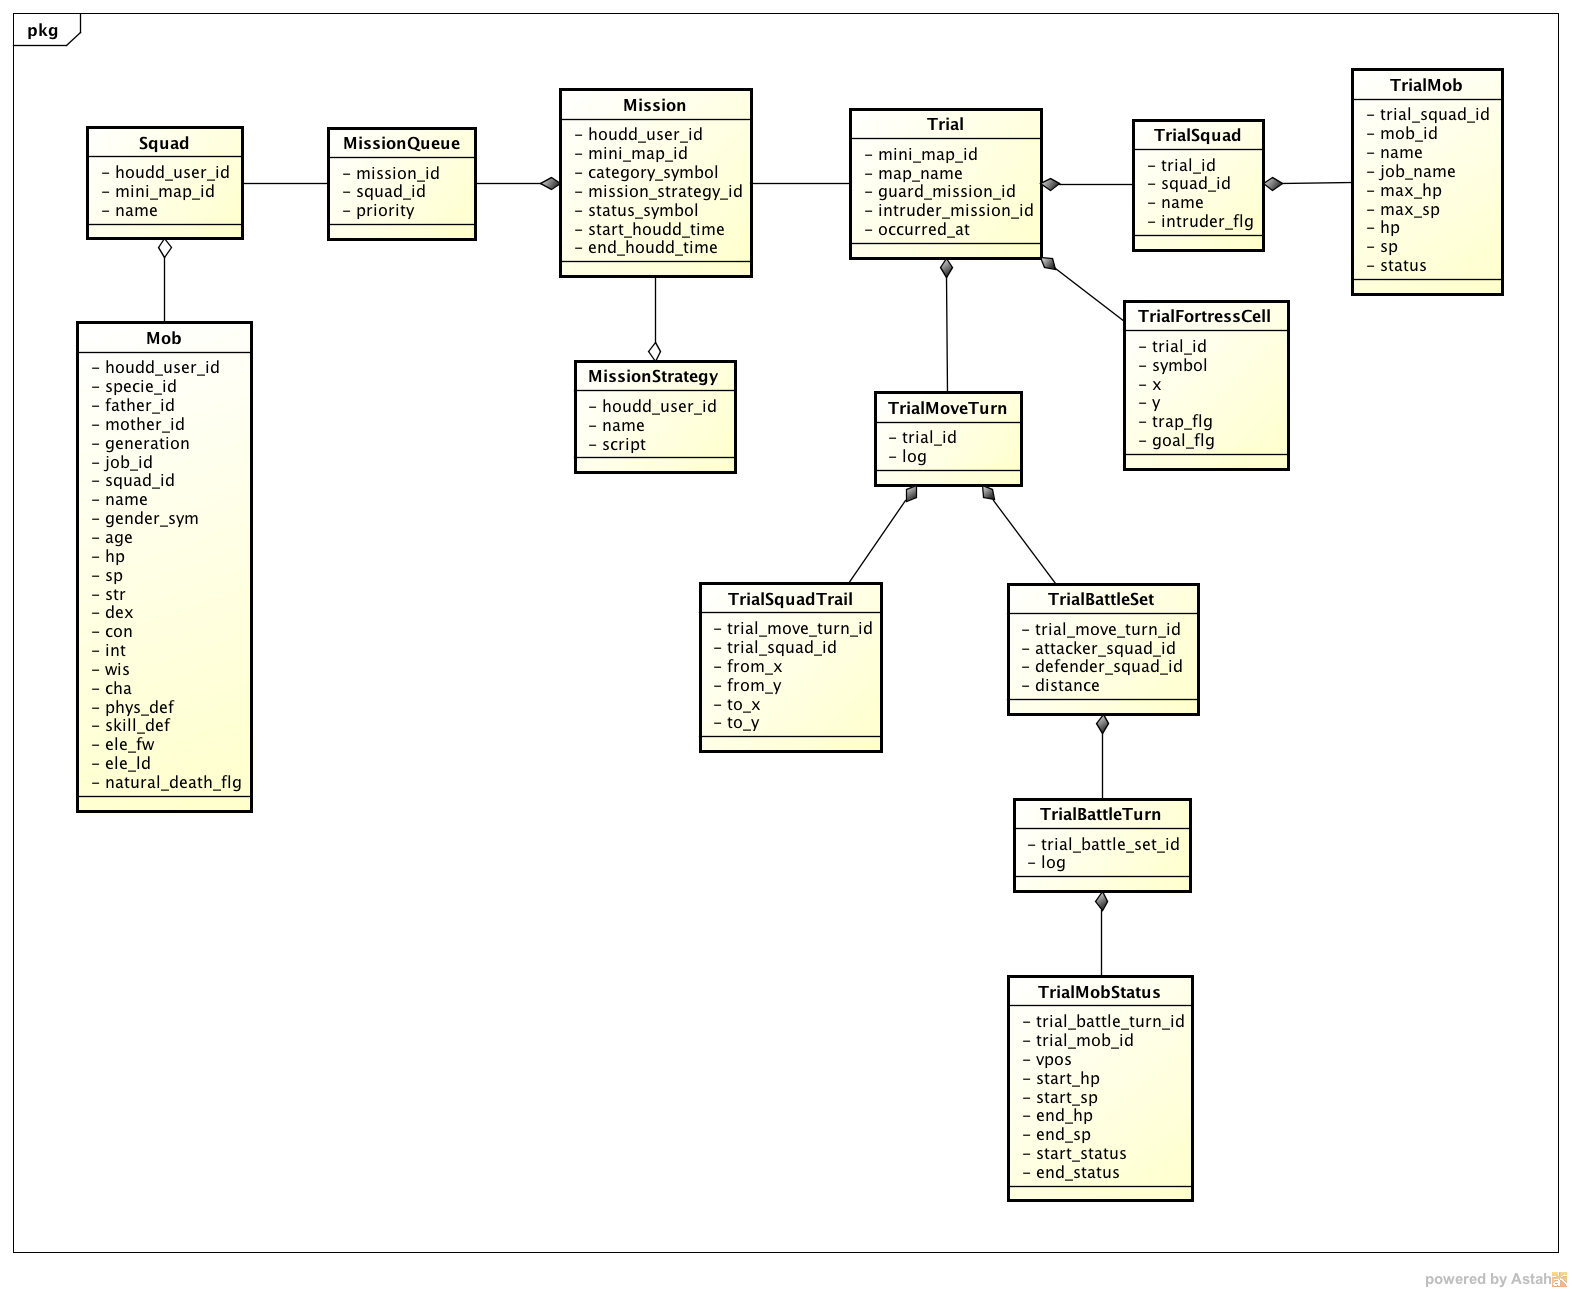 pkg
Squad
- houdd_user_id
- mini_map_id
- name
MissionQueue
- mission_id
- squad_id
- priority
Mission
- houdd_user_id
- mini_map_id
- category_symbol
- mission_strategy_id
- status_symbol
- start_houdd_time
- end_houdd_time
Trial
- mini_map_id
- map_name
- guard_mission_id
- intruder_mission_id
- occurred_at
TrialSquad
- trial_id
- squad_id
- name
- intruder_flg
TrialMob
- trial_squad_id
- mob_id
- name
- job_name
- max_hp
- max_sp
- hp
- sp
- status
Mob
- houdd_user_id
- specie_id
- father_id
- mother_id
- generation
- job_id
- squad_id
- name
- gender_sym
- age
- hp
- sp
- str
- dex
- con
- int
- wis
- cha
- phys_def
- skill_def
- ele_fw
- ele_ld
- natural_death_flg
MissionStrategy
- houdd_user_id
- name
- script
TrialFortressCell
- trial_id
- symbol
- x
- y
- trap_flg
- goal_flg
TrialMoveTurn
- trial_id
- log
TrialSquadTrail
- trial_move_turn_id
- trial_squad_id
- from_x
- from_y
- to_x
- to_y
TrialBattleSet
- trial_move_turn_id
- attacker_squad_id
- defender_squad_id
- distance
TrialBattleTurn
- trial_battle_set_id
- log
TrialMobStatus
- trial_battle_turn_id
- trial_mob_id
- vpos
- start_hp
- start_sp
- end_hp
- end_sp
- start_status
- end_status
powered by Astah